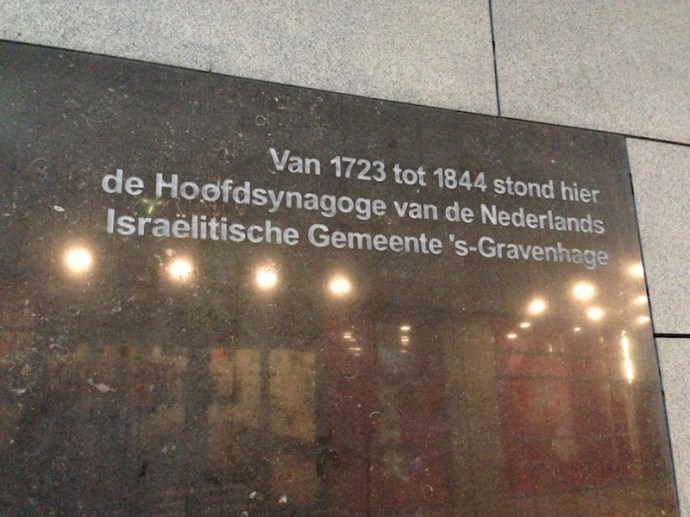 Van 1723 tot 1844 stond hier
de Hoofdsynagoge van de Nederlands
Israëlitische Gemeente 's-Gravenhage